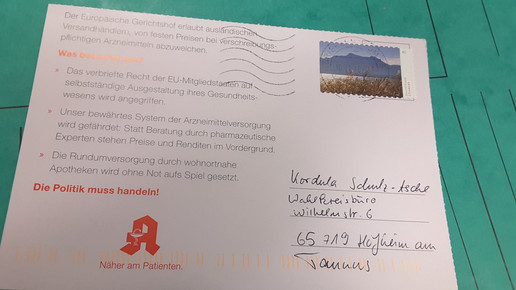 Der Europäische Gerichtshof erlaubt ausländischen
Versandhändlern, von festen Preisen bei verschreibungs-
pflichtigen Arzneimitteln abzuweichen.
Was
» Das verbriefte Recht der EU-Mitgliedstaaten auf
selbstständige Ausgestaltung ihres Gesundheits-
wesens wird angegriffen.
» Unser bewährtes System der Arzneimittelversorgung
wird gefährdet: Statt Beratung durch pharmazeutische
Experten stehen Preise und Renditen im Vordergrund.
» Die Rundumversorgung durch wohnortnahe
Apotheken wird ohne Not aufs Spiel gesetzt.
Die Politik muss handeln!
Näher am Patienten.
Kordula Schulz-Asche
Wahlkreisbüro
Wilhelmstr. 6
65 719 Hofheim am
Taunus